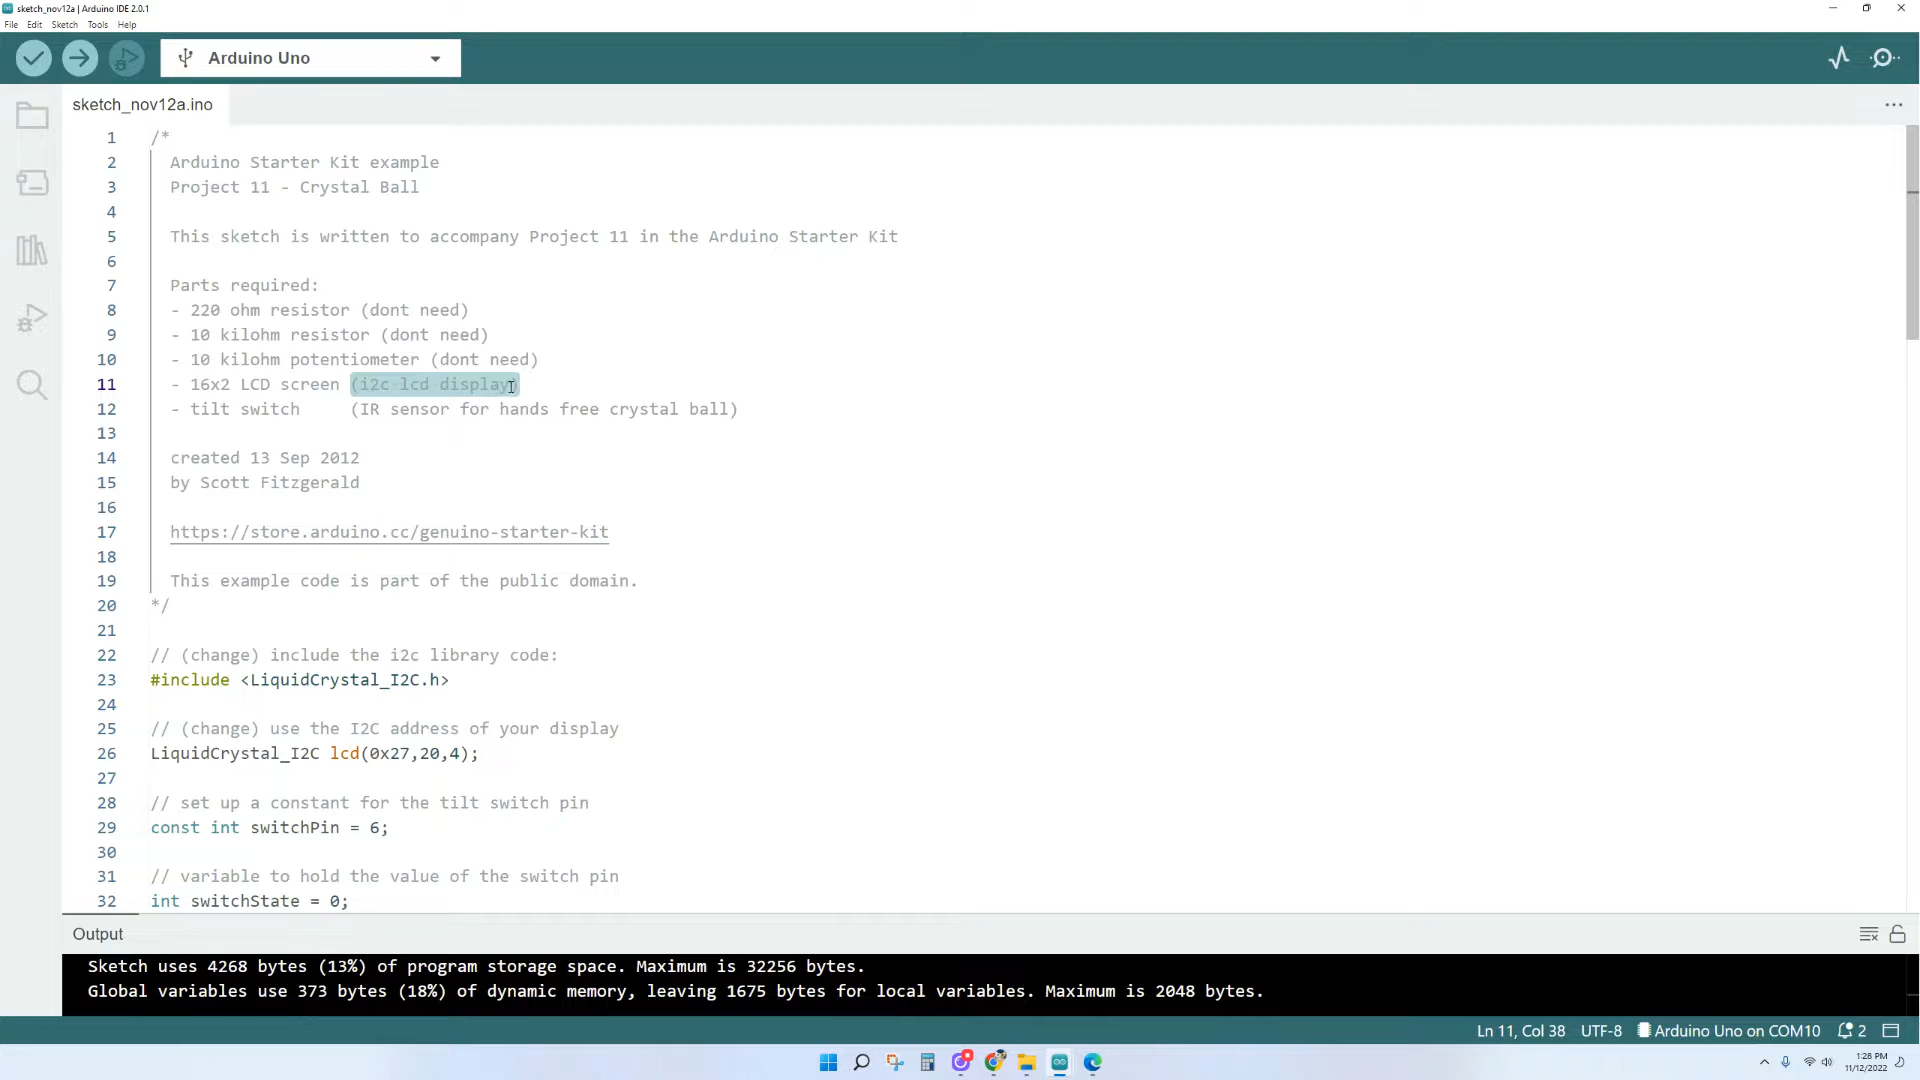 sketch_nov12a | Arduino IDE 2.0.1
File Edit Sketch Tools Help
Arduino Uno
sketch_nov12a.ino
1 /*
2 Arduino Starter Kit example
3 Project 11 - Crystal Ball
4
5 This sketch is written to accompany Project 11 in the Arduino Starter Kit
6
7 Parts required:
8 - 220 ohm resistor (dont need)
9 - 10 kilohm resistor (dont need)
10 - 10 kilohm potentiometer (dont need)
11 - 16x2 LCD screen (i2c lcd display)
12 - tilt switch (IR sensor for hands free crystal ball)
13
14 created 13 Sep 2012
15 by Scott Fitzgerald
16
17 https://store.arduino.cc/genuino-starter-kit
18
19 This example code is part of the public domain.
20 */
21
22 // (change) include the i2c library code:
23 #include <LiquidCrystal_I2C.h>
24
25 // (change) use the I2C address of your display
26 LiquidCrystal_I2C lcd(0x27,20,4);
27
28 // set up a constant for the tilt switch pin
29 const int switchPin = 6;
30
31 // variable to hold the value of the switch pin
32 int switchState = 0;
Output
Sketch uses 4268 bytes (13%) of program storage space. Maximum is 32256 bytes.
Global variables use 373 bytes (18%) of dynamic memory, leaving 1675 bytes for local variables. Maximum is 2048 bytes.
Ln 11, Col 38 UTF-8 Arduino Uno on COM10 2
1:28 PM
11/12/2022